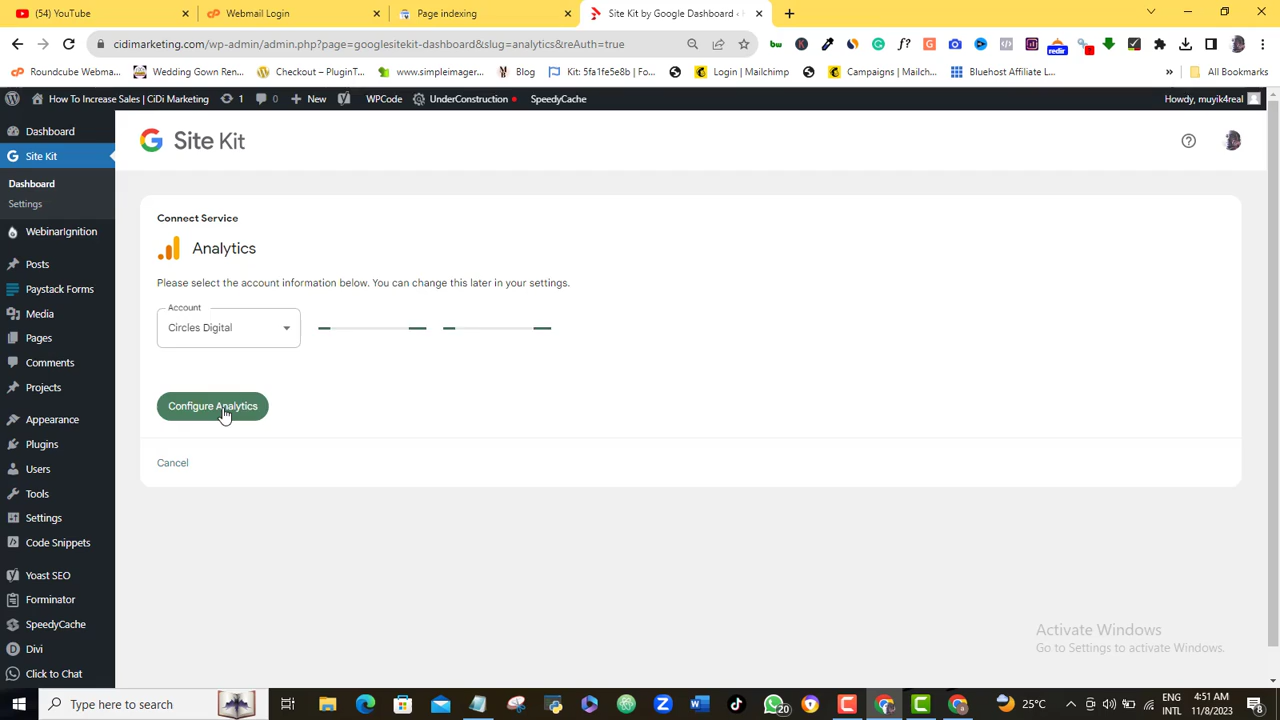 (54) YouTube
Webmail Login
Page indexing
Site Kit by Google Dashboard ‹
cidimarketing.com/wp-admin/admin.php?page=googlesitekit-dashboard&slug=analytics&reAuth=true
Roundcube Webma...
Wedding Gown Ren...
Checkout – PluginT...
www.simpleimager...
Blog
Kit: 5fa1fe5e8b | Fo...
Login | Mailchimp
Campaigns | Mailch...
Bluehost Affiliate L...
»
All Bookmarks
How To Increase Sales | CiDi Marketing
1
0
New
WPCode
UnderConstruction
SpeedyCache
Howdy, muyik4real
Dashboard
Site Kit
Dashboard
Settings
WebinarIgnition
Posts
Paystack Forms
Media
Pages
Comments
Projects
Appearance
Plugins
Users
Tools
Settings
Code Snippets
Yoast SEO
Forminator
SpeedyCache
Divi
Click to Chat
Site Kit
Connect Service
Analytics
Please select the account information below. You can change this later in your settings.
Account
Circles Digital
Configure Analytics
Cancel
Activate Windows
Go to Settings to activate Windows.
Type here to search
20
25°C
ENG
INTL
4:51 AM
11/8/2023